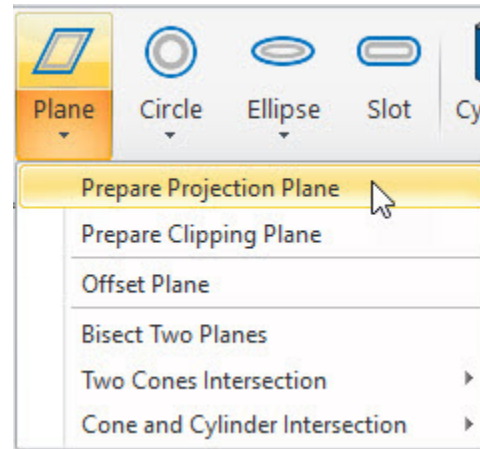 Plane Circle Ellipse Slot Cy
Prepare Projection Plane
Prepare Clipping Plane
Offset Plane
Bisect Two Planes
Two Cones Intersection
Cone and Cylinder Intersection